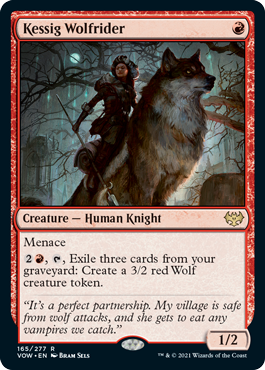 Kessig Wolfrider
Creature — Human Knight
Menace
2, Exile three cards from your
graveyard: Create a 3/2 red Wolf
creature token.
"It's a perfect partnership. My village is
safe from wolf attacks, and she gets to eat any
vampires we catch."
1/2
165/277 R
VOW • EN BRAM SELS
™ & © 2021 Wizards of the Coast